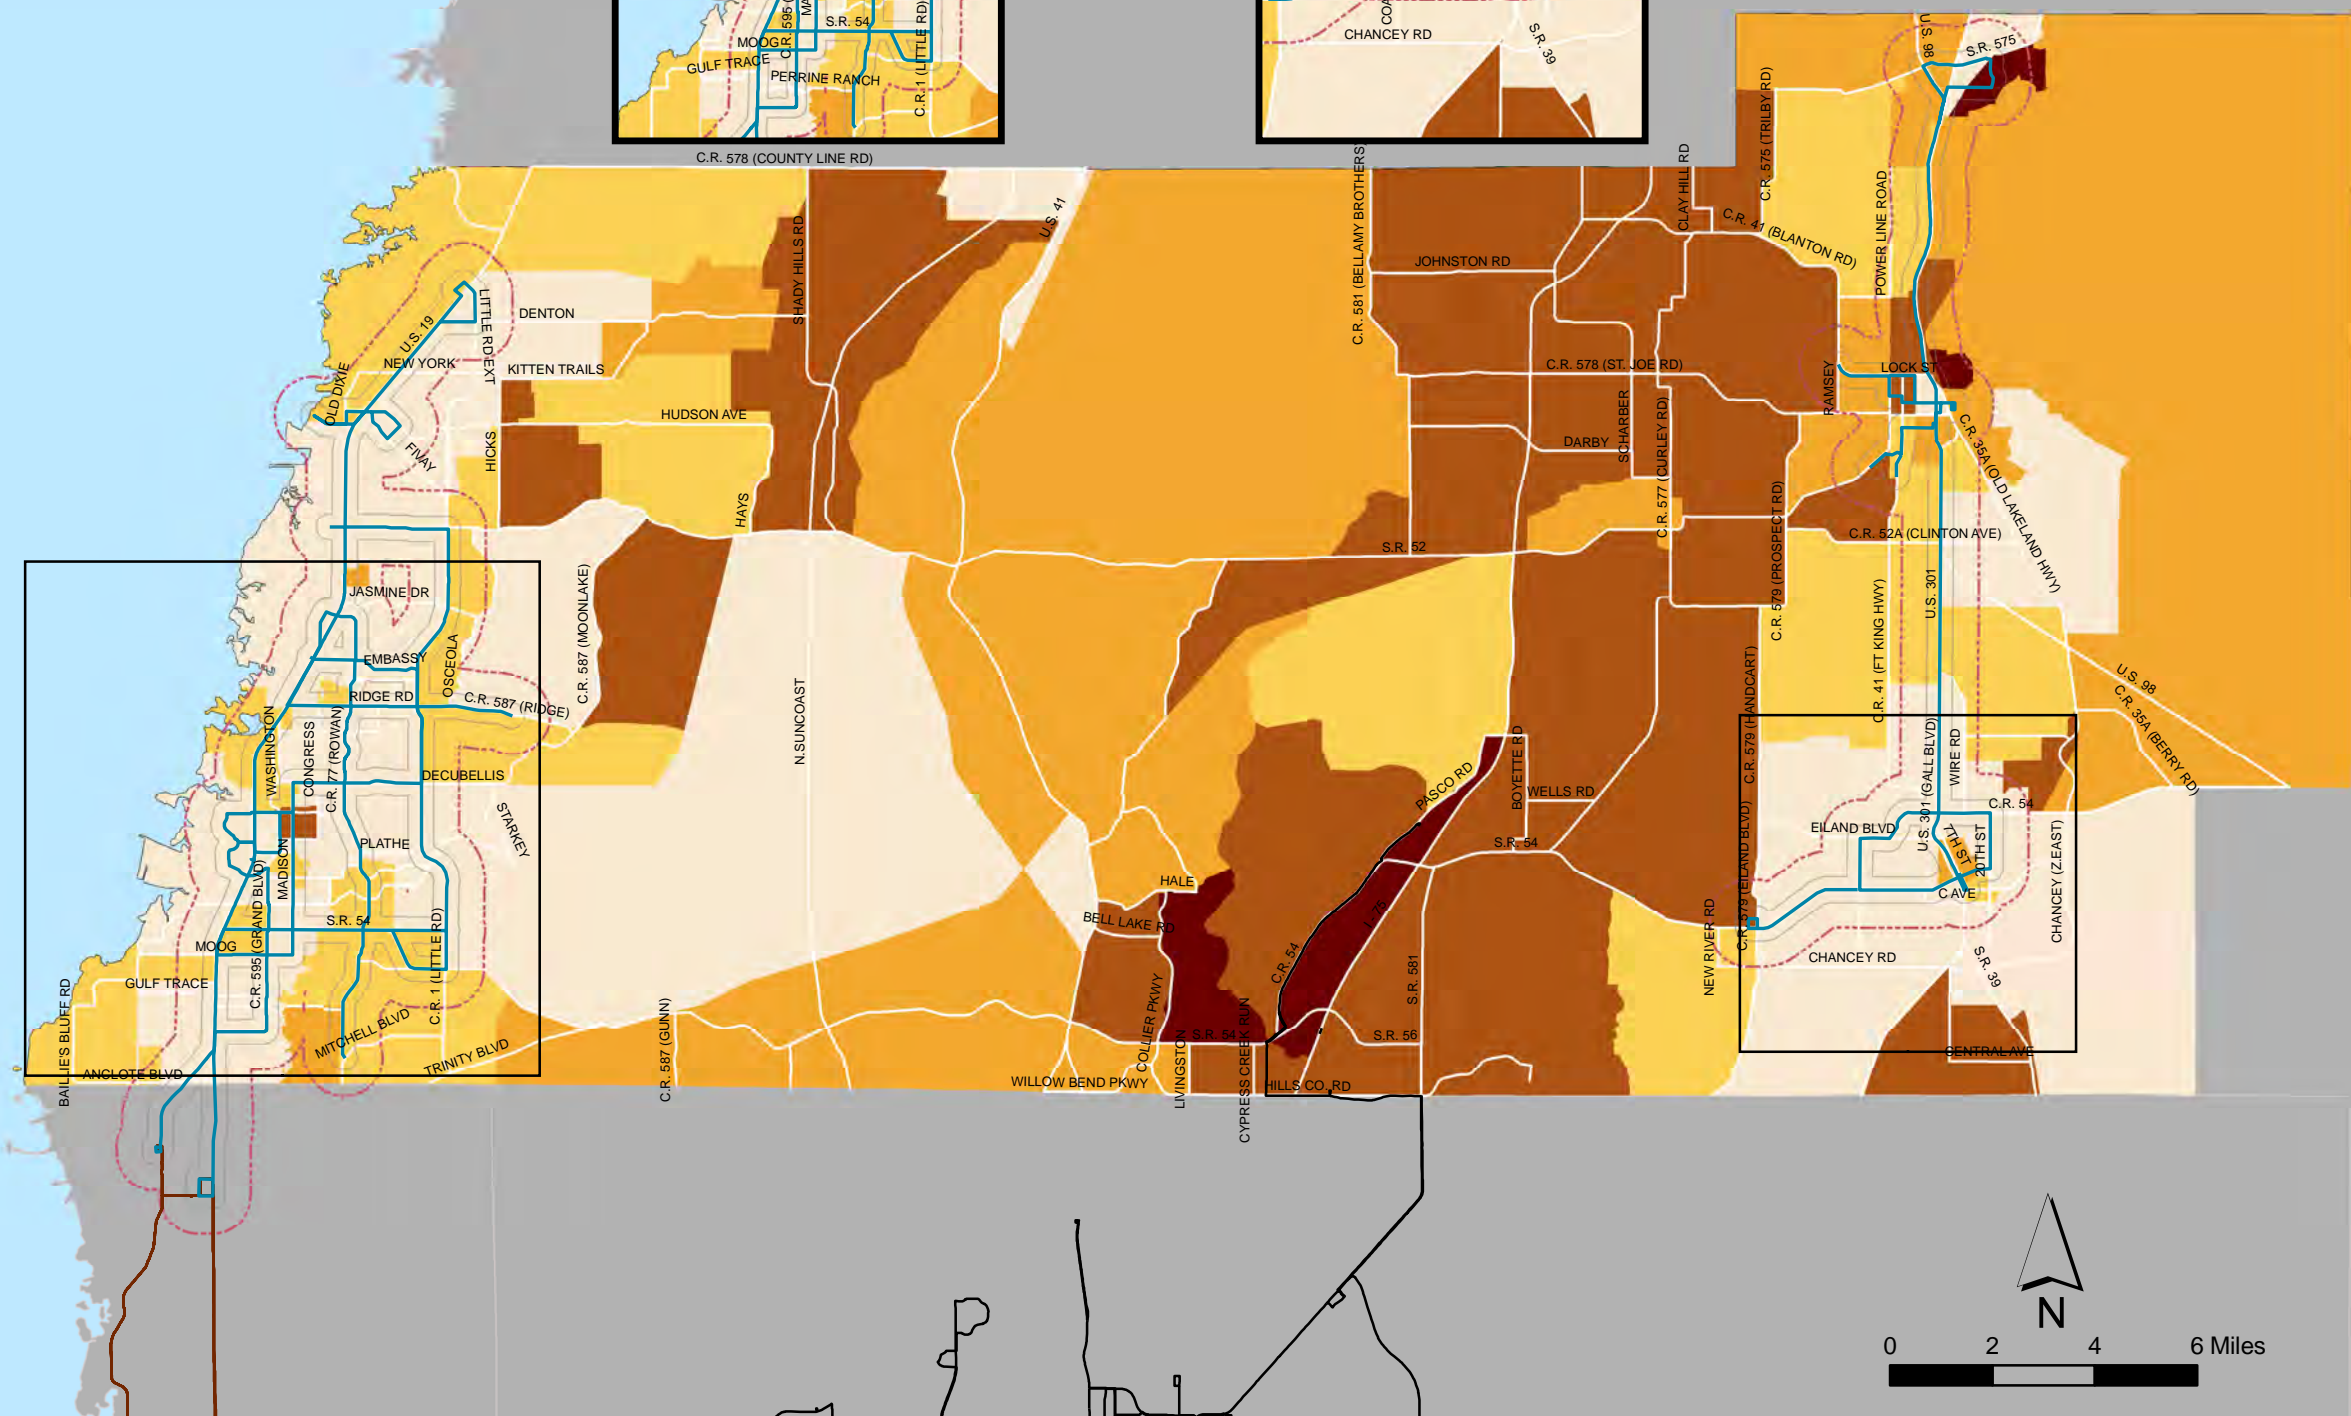 C.R. 595 (
MA
S.R. 54
MOOG
GULF TRACE
PERRINE RANCH
C.R. 1 (LITTLE RD)
COA
CHANCEY RD
S.R. 39
U.S. 98
S.R. 575
C.R. 578 (COUNTY LINE RD)
C.R. 581 (BELLAMY BROTHERS)
CLAY HILL RD
C.R. 575 (TRILBY RD)
POWER LINE ROAD
U.S. 41
SHADY HILLS RD
C.R. 41 (BLANTON RD)
JOHNSTON RD
LITTLE RD EXT
DENTON
U.S. 19
NEW YORK
KITTEN TRAILS
OLD DIXIE
HUDSON AVE
C.R. 578 (ST. JOE RD)
LOCK ST
RAMSEY
SCHARBER
C.R. 577 (CURLEY RD)
DARBY
HICKS
FIVAY
HAYS
C.R. 35A (OLD LAKELAND HWY)
C.R. 579 (PROSPECT RD)
S.R. 52
C.R. 52A (CLINTON AVE)
JASMINE DR
C.R. 587 (MOONLAKE)
U.S. 301
C.R. 41 (FT KING HWY)
EMBASSY
OSCEOLA
RIDGE RD
C.R. 587 (RIDGE)
N.SUNCOAST
WASHINGTON
CONGRESS
C.R. 77 (ROWAN)
C.R. 579 (HANDCART)
U.S. 98
C.R. 35A (BERRY RD)
DECUBELLIS
PASCO RD
BOYETTE RD
WELLS RD
WIRE RD
U.S. 301 (GALL BLVD)
C.R. 54
STARKEY
PLATHE
MADISON
S.R. 54
EILAND BLVD
7TH ST
20TH ST
C AVE
CHANCEY (Z.EAST)
HALE
BELL LAKE RD
C.R. 579 (EILAND BLVD)
NEW RIVER RD
I-75
S.R. 54
MOOG
C.R. 595 (GRAND BLVD)
C.R. 1 (LITTLE RD)
GULF TRACE
C.R. 54
S.R. 581
CHANCEY RD
S.R. 39
BAILLIE'S BLUFF RD
MITCHELL BLVD
TRINITY BLVD
C.R. 587 (GUNN)
COLLIER PKWY
LIVINGSTON
S.R. 54
CYPRESS CREEK RUN
S.R. 56
CENTRAL AVE
ANCLOTE BLVD
WILLOW BEND PKWY
HILLS CO. RD
N
0 2 4 6 Miles